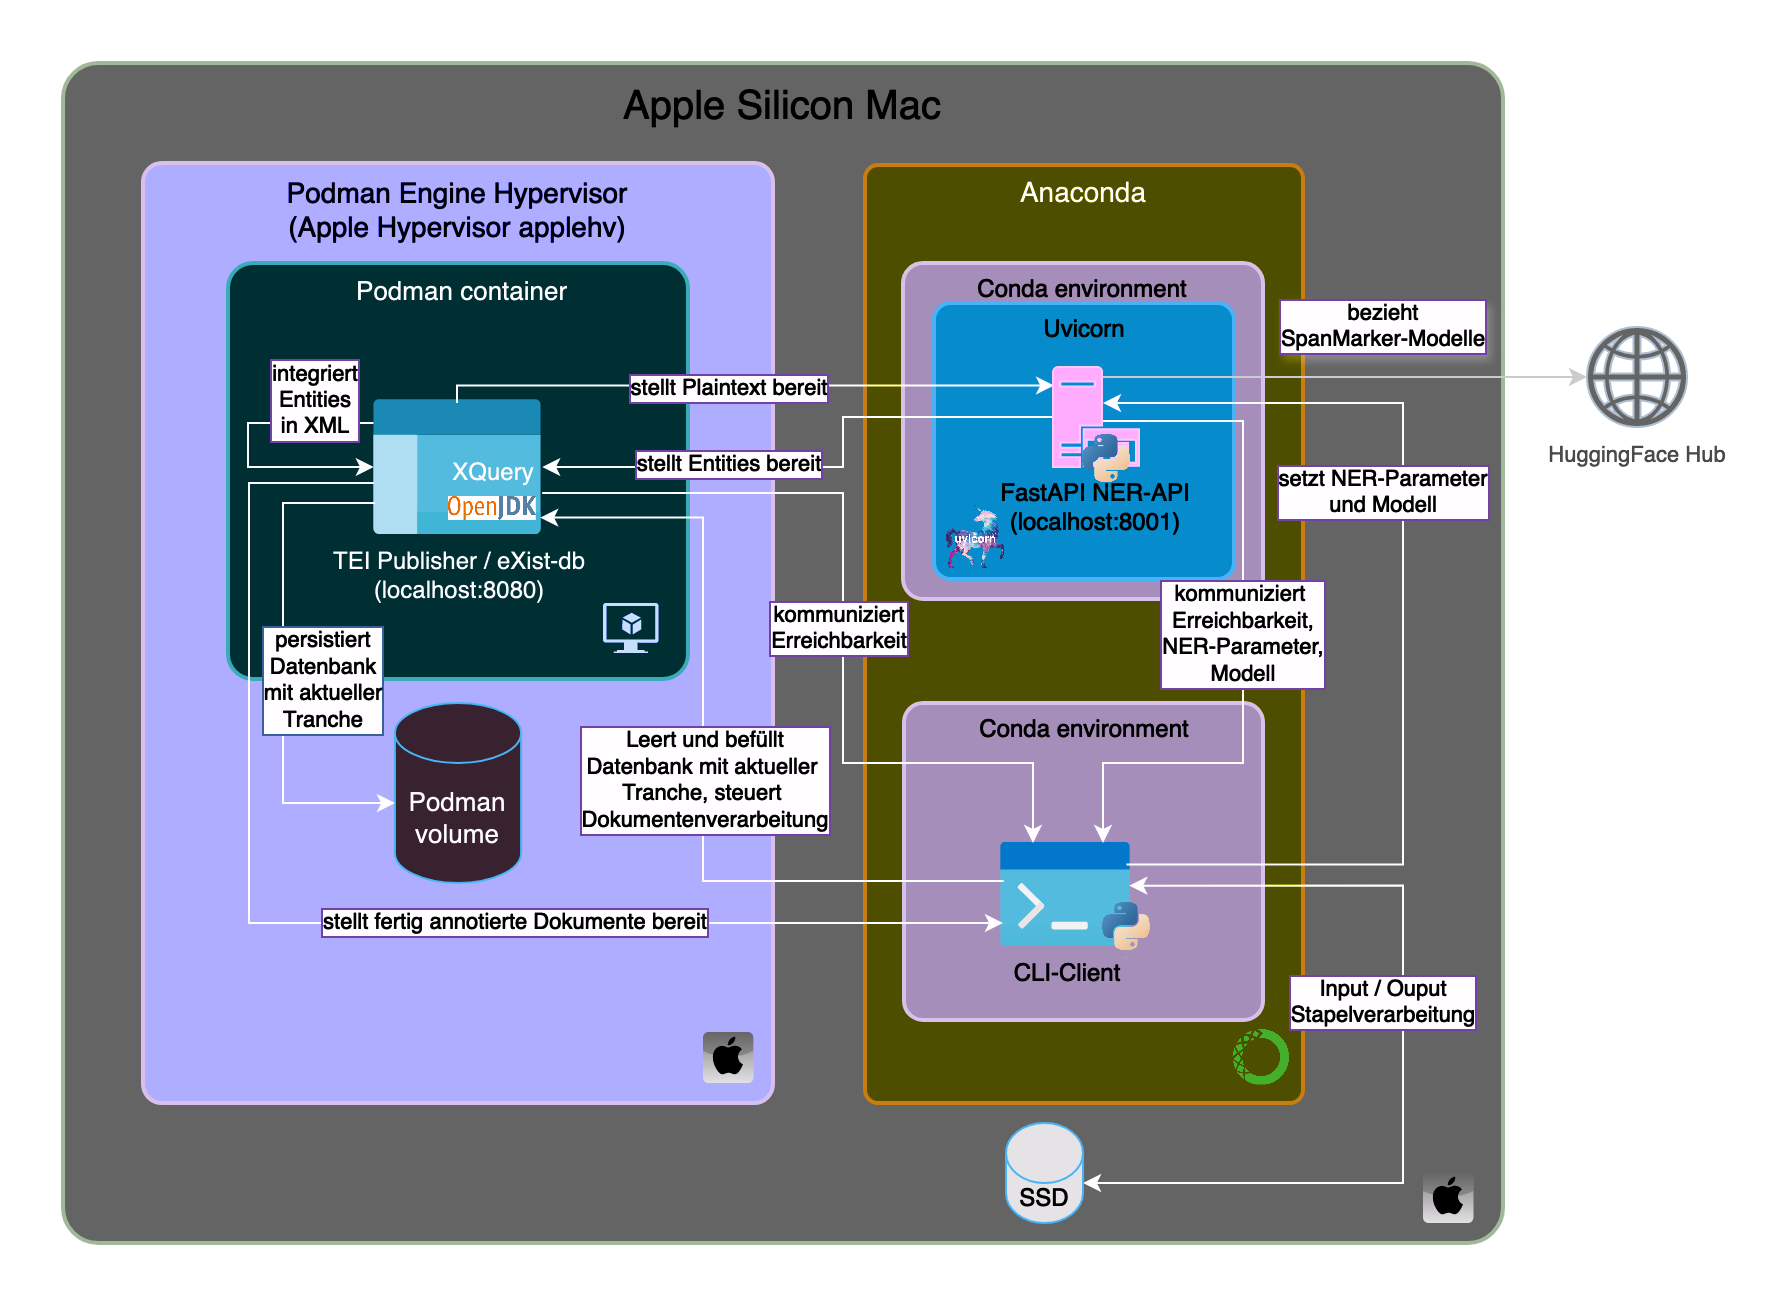 Apple Silicon Mac
Podman Engine Hypervisor
(Apple Hypervisor applehv)
Podman container
integriert
Entities
in XML
XQuery
OpenJDK
TEI Publisher / eXist-db
(localhost:8080)
persistiert
Datenbank
mit aktueller
Tranche
Podman
volume
stellt Plaintext bereit
stellt Entities bereit
kommuniziert
Erreichbarkeit
Leert und befüllt
Datenbank mit aktueller
Tranche, steuert
Dokumentenverarbeitung
stellt fertig annotierte Dokumente bereit
Anaconda
Conda environment
Uvicorn
FastAPI NER-API
(localhost:8001)
uvicorn
bezieht
SpanMarker-Modelle
HuggingFace Hub
setzt NER-Parameter
und Modell
kommuniziert
Erreichbarkeit,
NER-Parameter,
Modell
Conda environment
CLI-Client
Input / Ouput
Stapelverarbeitung
SSD